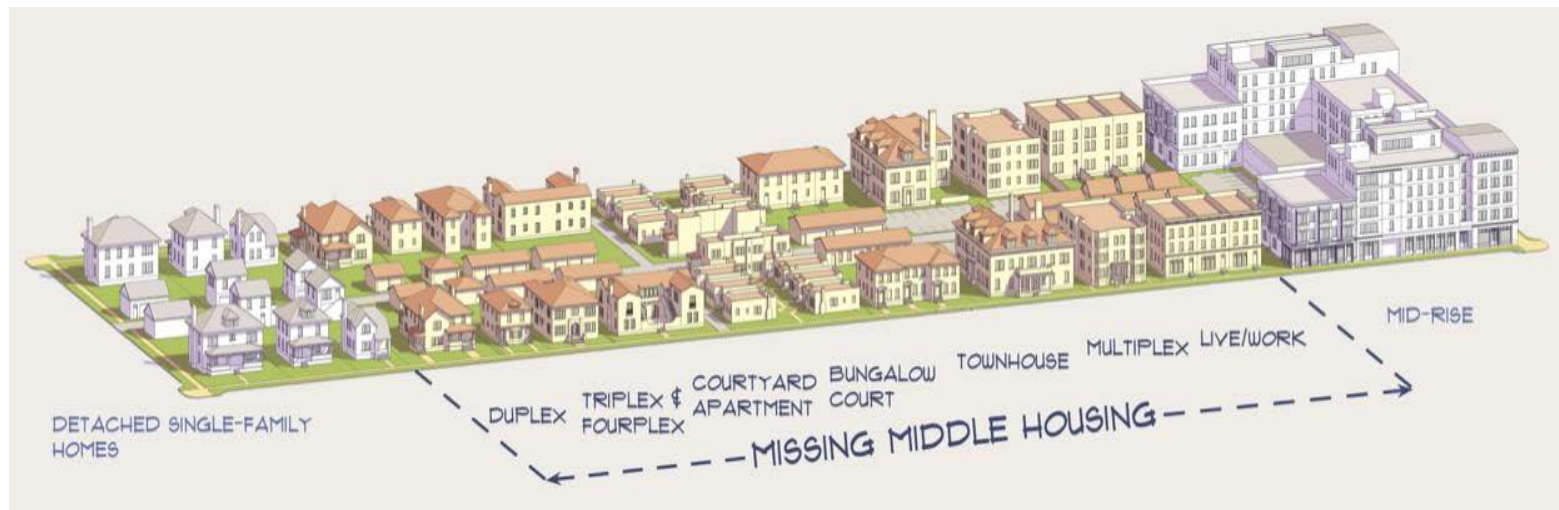 DETACHED SINGLE-FAMILY
HOMES
DUPLEX
TRIPLEX &
FOURPLEX
COURTYARD
APARTMENT
BUNGALOW
COURT
TOWNHOUSE
MULTIPLEX
LIVE/WORK
MID-RISE
MISSING MIDDLE HOUSING